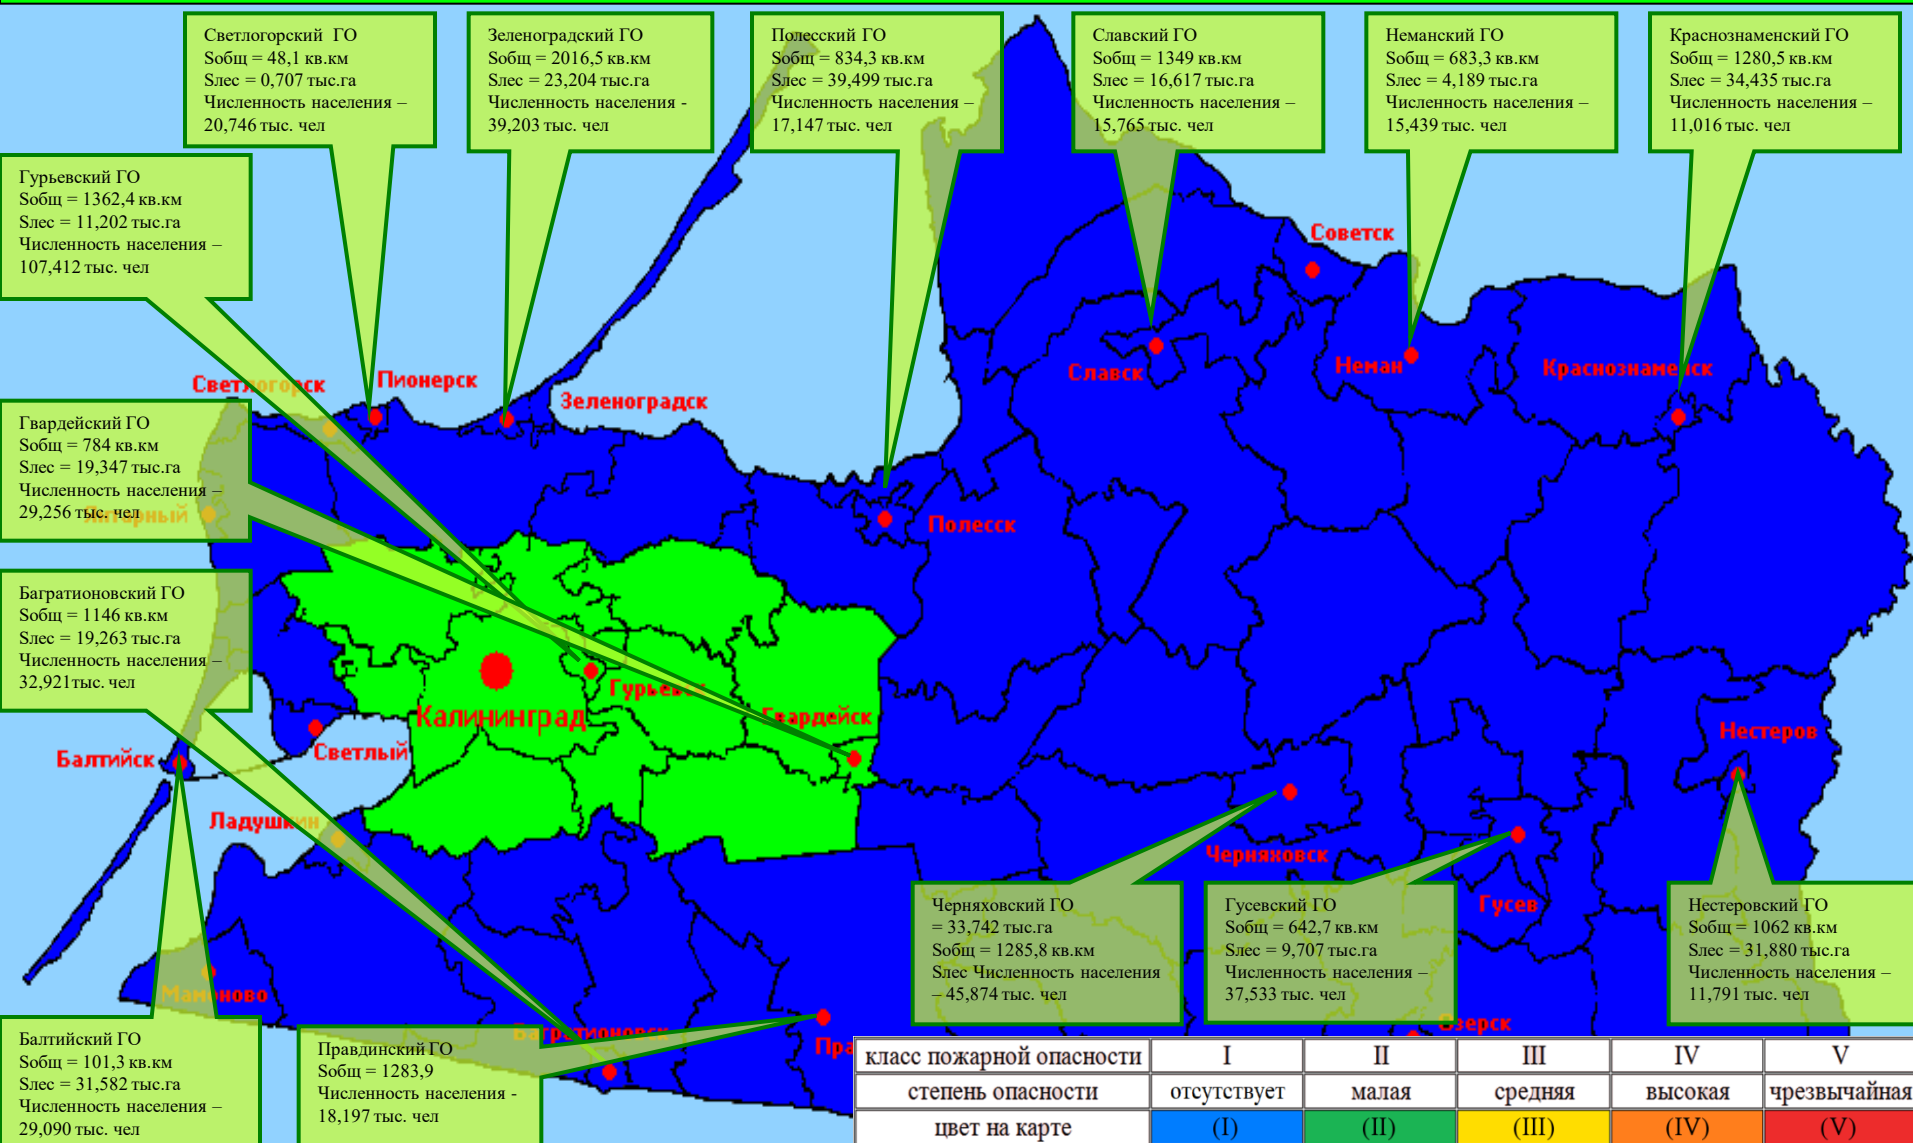 Светлогорский ГО
Sобщ = 48,1 кв.км
Sлес = 0,707 тыс.га
Численность населения –
20,746 тыс. чел
Зеленоградский ГО
Sобщ = 2016,5 кв.км
Sлес = 23,204 тыс.га
Численность населения -
39,203 тыс. чел
Полесский ГО
Sобщ = 834,3 кв.км
Sлес = 39,499 тыс.га
Численность населения –
17,147 тыс. чел
Славский ГО
Sобщ = 1349 кв.км
Sлес = 16,617 тыс.га
Численность населения –
15,765 тыс. чел
Неманский ГО
Sобщ = 683,3 кв.км
Sлес = 4,189 тыс.га
Численность населения –
15,439 тыс. чел
Краснознаменский ГО
Sобщ = 1280,5 кв.км
Sлес = 34,435 тыс.га
Численность населения –
11,016 тыс. чел
Гурьевский ГО
Sобщ = 1362,4 кв.км
Sлес = 11,202 тыс.га
Численность населения –
107,412 тыс. чел
Советск
Славск
Неман
Краснознаменск
Светлогорск
Пионерск
Зеленоградск
Гвардейский ГО
Sобщ = 784 кв.км
Sлес = 19,347 тыс.га
Численность населения –
29,256 тыс. чел
Янтарный
Полесск
Багратионовский ГО
Sобщ = 1146 кв.км
Sлес = 19,263 тыс.га
Численность населения –
32,921тыс. чел
Гурьевск
Калининград
Гвардейск
Нестеров
Балтийск
Светлый
Ладушкин
Черняховск
Гусев
Мамоново
Багратионовск
Пра
Озерск
Черняховский ГО
= 33,742 тыс.га
Sобщ = 1285,8 кв.км
Sлес Численность населения
– 45,874 тыс. чел
Гусевский ГО
Sобщ = 642,7 кв.км
Sлес = 9,707 тыс.га
Численность населения –
37,533 тыс. чел
Нестеровский ГО
Sобщ = 1062 кв.км
Sлес = 31,880 тыс.га
Численность населения –
11,791 тыс. чел
Балтийский ГО
Sобщ = 101,3 кв.км
Sлес = 31,582 тыс.га
Численность населения –
29,090 тыс. чел
Правдинский ГО
Sобщ = 1283,9
Численность населения -
18,197 тыс. чел
класс пожарной опасности I II III IV V
степень опасности отсутствует малая средняя высокая чрезвычайная
цвет на карте (I) (II) (III) (IV) (V)